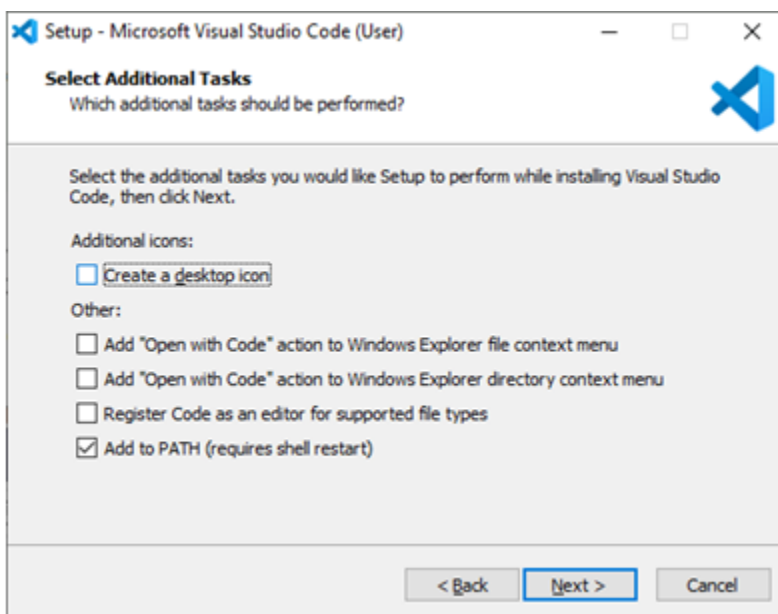 Setup - Microsoft Visual Studio Code (User)
Select Additional Tasks
Which additional tasks should be performed?
Select the additional tasks you would like Setup to perform while installing Visual Studio
Code, then click Next.
Additional icons:
Create a desktop icon
Other:
Add "Open with Code" action to Windows Explorer file context menu
Add "Open with Code" action to Windows Explorer directory context menu
Register Code as an editor for supported file types
Add to PATH (requires shell restart)
< Back Next > Cancel